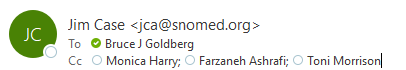 JC
Jim Case <jca@snomed.org>
To Bruce J Goldberg
Cc Monica Harry; Farzaneh Ashrafi; Toni Morrison